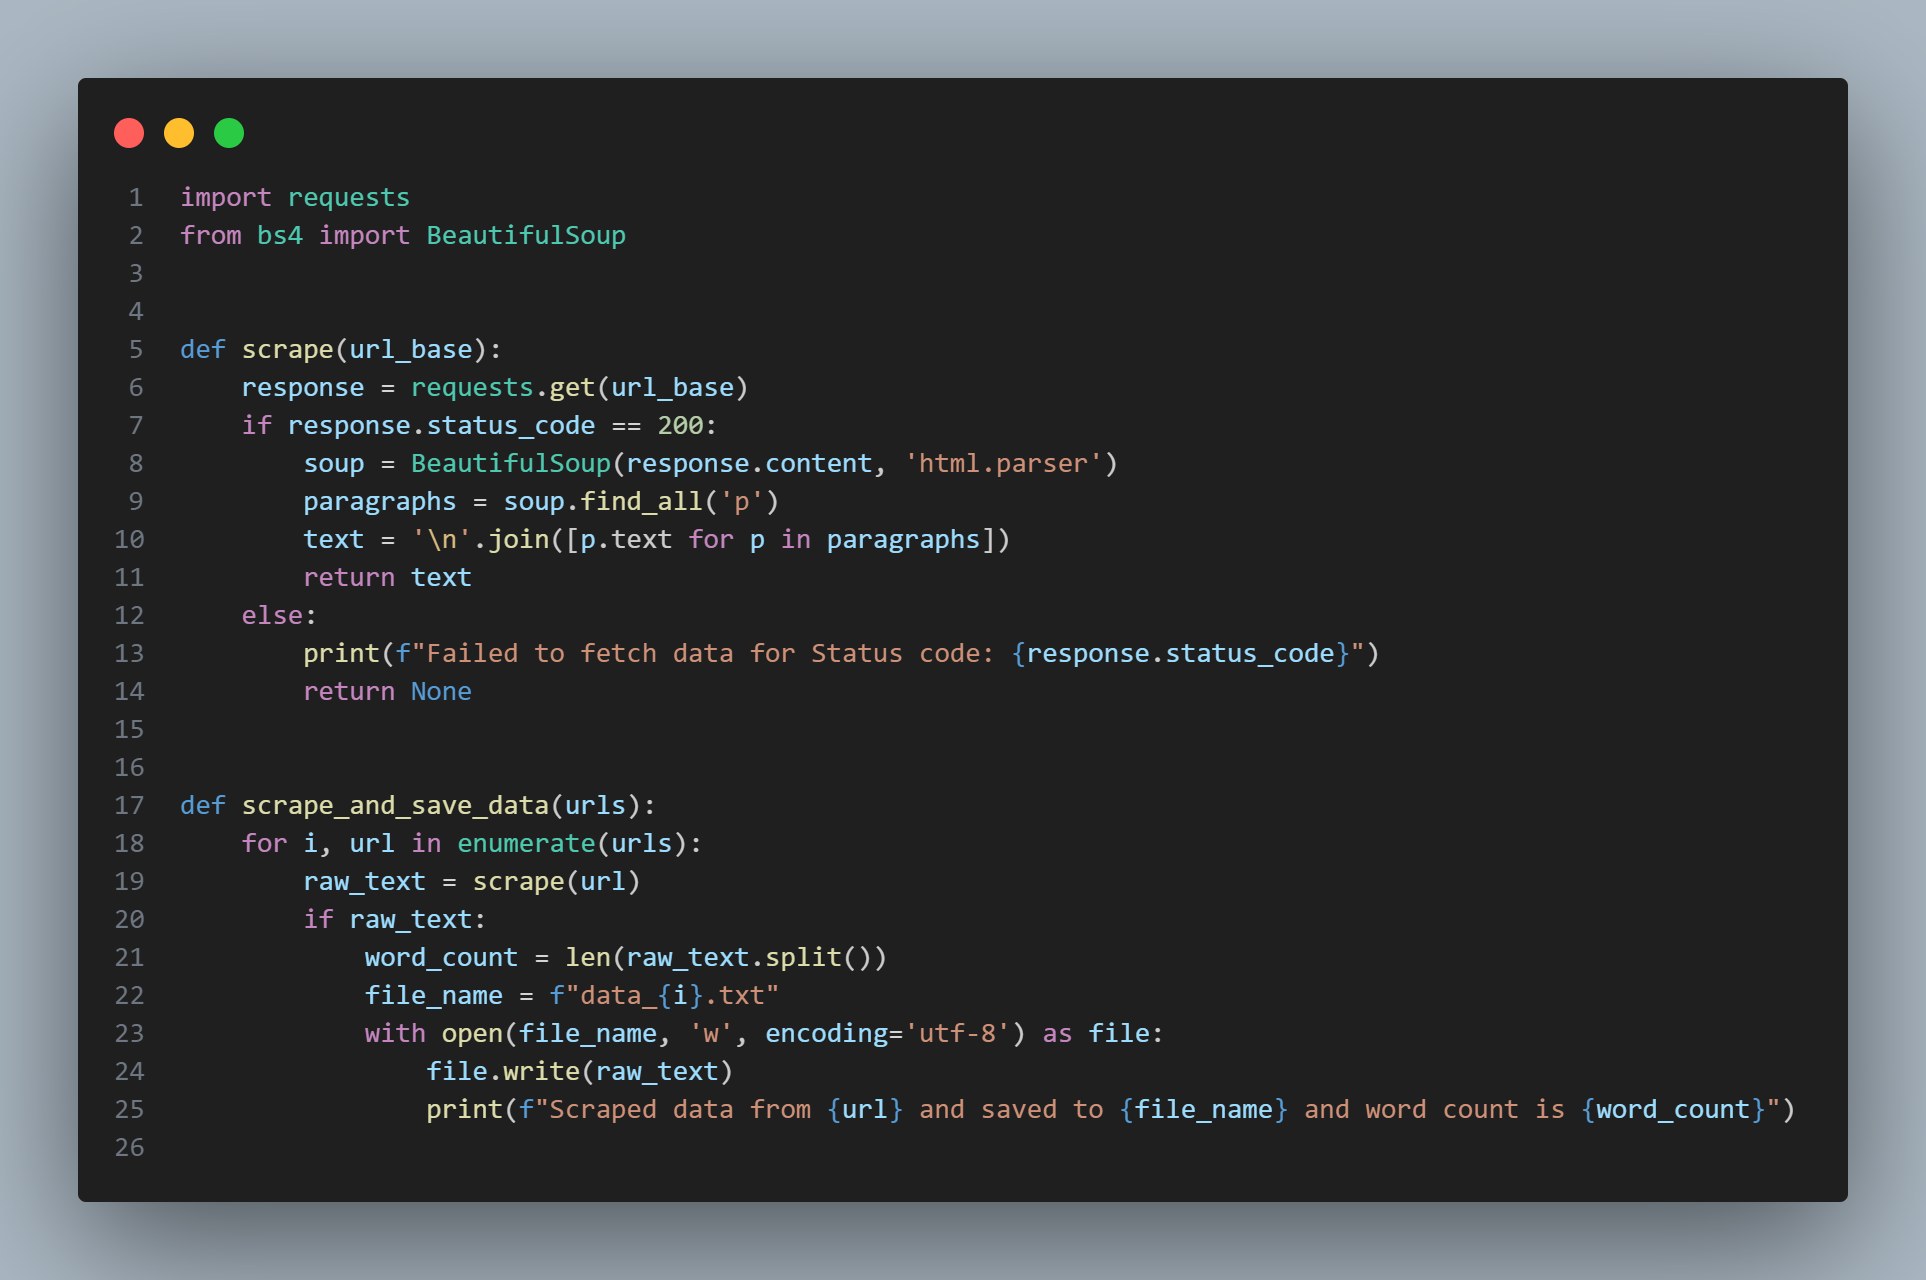 1 import requests
2 from bs4 import BeautifulSoup
3
4
5 def scrape(url_base):
6     response = requests.get(url_base)
7     if response.status_code == 200:
8         soup = BeautifulSoup(response.content, 'html.parser')
9         paragraphs = soup.find_all('p')
10         text = '\n'.join([p.text for p in paragraphs])
11         return text
12     else:
13         print(f"Failed to fetch data for Status code: {response.status_code}")
14         return None
15
16
17 def scrape_and_save_data(urls):
18     for i, url in enumerate(urls):
19         raw_text = scrape(url)
20         if raw_text:
21             word_count = len(raw_text.split())
22             file_name = f"data_{i}.txt"
23             with open(file_name, 'w', encoding='utf-8') as file:
24                 file.write(raw_text)
25                 print(f"Scraped data from {url} and saved to {file_name} and word count is {word_count}")
26